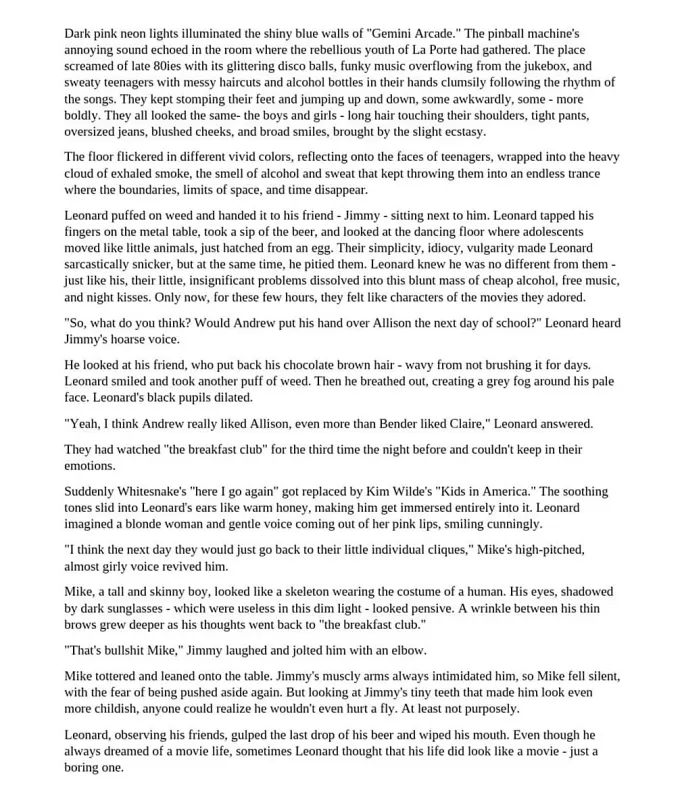 Dark pink neon lights illuminated the shiny blue walls of "Gemini Arcade." The pinball machine's
annoying sound echoed in the room where the rebellious youth of La Porte had gathered. The place
screamed of late 80ies with its glittering disco balls, funky music overflowing from the jukebox, and
sweaty teenagers with messy haircuts and alcohol bottles in their hands clumsily following the rhythm of
the songs. They kept stomping their feet and jumping up and down, some awkwardly, some - more
boldly. They all looked the same- the boys and girls - long hair touching their shoulders, tight pants,
oversized jeans, blushed cheeks, and broad smiles, brought by the slight ecstasy.
The floor flickered in different vivid colors, reflecting onto the faces of teenagers, wrapped into the heavy
cloud of exhaled smoke, the smell of alcohol and sweat that kept throwing them into an endless trance
where the boundaries, limits of space, and time disappear.
Leonard puffed on weed and handed it to his friend - Jimmy - sitting next to him. Leonard tapped his
fingers on the metal table, took a sip of the beer, and looked at the dancing floor where adolescents
moved like little animals, just hatched from an egg. Their simplicity, idiocy, vulgarity made Leonard
sarcastically snicker, but at the same time, he pitied them. Leonard knew he was no different from them -
just like his, their little, insignificant problems dissolved into this blunt mass of cheap alcohol, free music,
and night kisses. Only now, for these few hours, they felt like characters of the movies they adored.
"So, what do you think? Would Andrew put his hand over Allison the next day of school?" Leonard heard
Jimmy's hoarse voice.
He looked at his friend, who put back his chocolate brown hair - wavy from not brushing it for days.
Leonard smiled and took another puff of weed. Then he breathed out, creating a grey fog around his pale
face. Leonard's black pupils dilated.
"Yeah, I think Andrew really liked Allison, even more than Bender liked Claire," Leonard answered.
They had watched "the breakfast club" for the third time the night before and couldn't keep in their
emotions.
Suddenly Whitesnake's "here I go again" got replaced by Kim Wilde's "Kids in America." The soothing
tones slid into Leonard's ears like warm honey, making him get immersed entirely into it. Leonard
imagined a blonde woman and gentle voice coming out of her pink lips, smiling cunningly.
"I think the next day they would just go back to their little individual cliques," Mike's high-pitched,
almost girly voice revived him.
Mike, a tall and skinny boy, looked like a skeleton wearing the costume of a human. His eyes, shadowed
by dark sunglasses - which were useless in this dim light - looked pensive. A wrinkle between his thin
brows grew deeper as his thoughts went back to "the breakfast club."
"That's bullshit Mike," Jimmy laughed and jolted him with an elbow.
Mike tottered and leaned onto the table. Jimmy's muscly arms always intimidated him, so Mike fell silent,
with the fear of being pushed aside again. But looking at Jimmy's tiny teeth that made him look even
more childish, anyone could realize he wouldn't even hurt a fly. At least not purposely.
Leonard, observing his friends, gulped the last drop of his beer and wiped his mouth. Even though he
always dreamed of a movie life, sometimes Leonard thought that his life did look like a movie - just a
boring one.